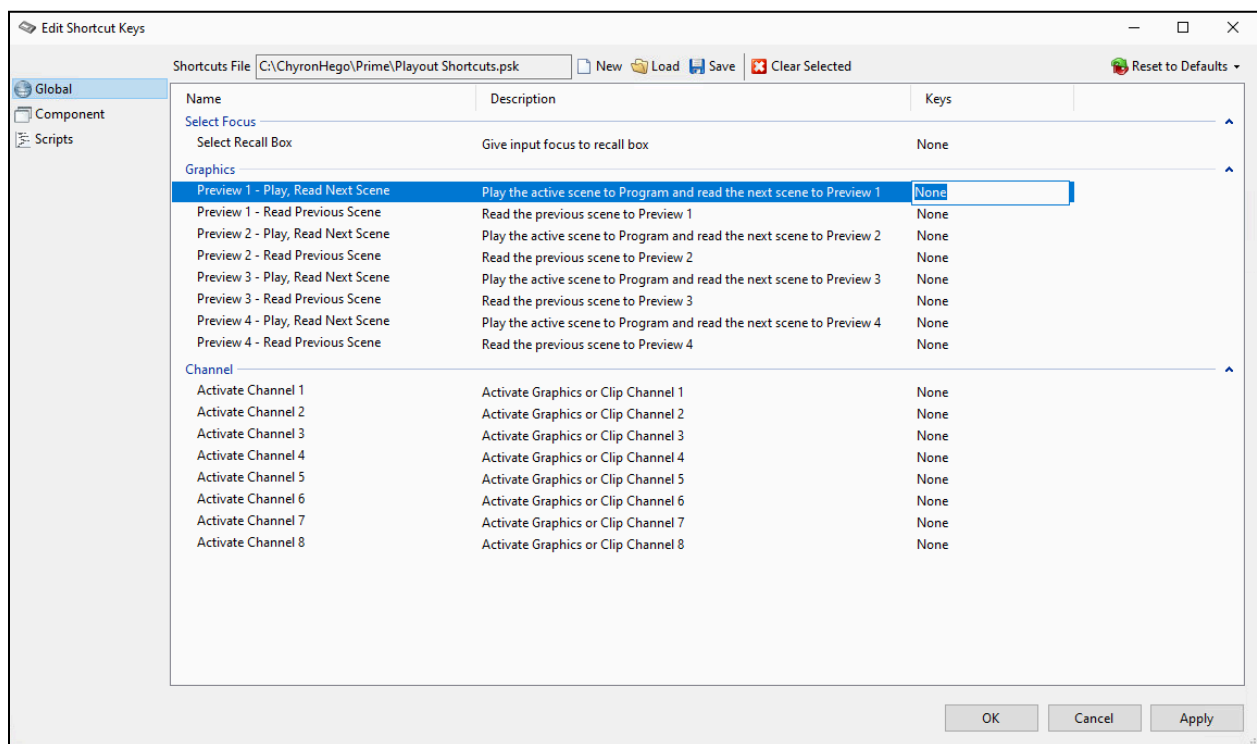 Edit Shortcut Keys
Shortcuts File C:\ChyronHego\Prime\Playout Shortcuts.psk New Load Save Clear Selected Reset to Defaults
Global
Component
Scripts
Name Description Keys
Select Focus
Select Recall Box Give input focus to recall box None
Graphics
Preview 1 - Play, Read Next Scene Play the active scene to Program and read the next scene to Preview 1 None
Preview 1 - Read Previous Scene Read the previous scene to Preview 1 None
Preview 2 - Play, Read Next Scene Play the active scene to Program and read the next scene to Preview 2 None
Preview 2 - Read Previous Scene Read the previous scene to Preview 2 None
Preview 3 - Play, Read Next Scene Play the active scene to Program and read the next scene to Preview 3 None
Preview 3 - Read Previous Scene Read the previous scene to Preview 3 None
Preview 4 - Play, Read Next Scene Play the active scene to Program and read the next scene to Preview 4 None
Preview 4 - Read Previous Scene Read the previous scene to Preview 4 None
Channel
Activate Channel 1 Activate Graphics or Clip Channel 1 None
Activate Channel 2 Activate Graphics or Clip Channel 2 None
Activate Channel 3 Activate Graphics or Clip Channel 3 None
Activate Channel 4 Activate Graphics or Clip Channel 4 None
Activate Channel 5 Activate Graphics or Clip Channel 5 None
Activate Channel 6 Activate Graphics or Clip Channel 6 None
Activate Channel 7 Activate Graphics or Clip Channel 7 None
Activate Channel 8 Activate Graphics or Clip Channel 8 None
OK Cancel Apply